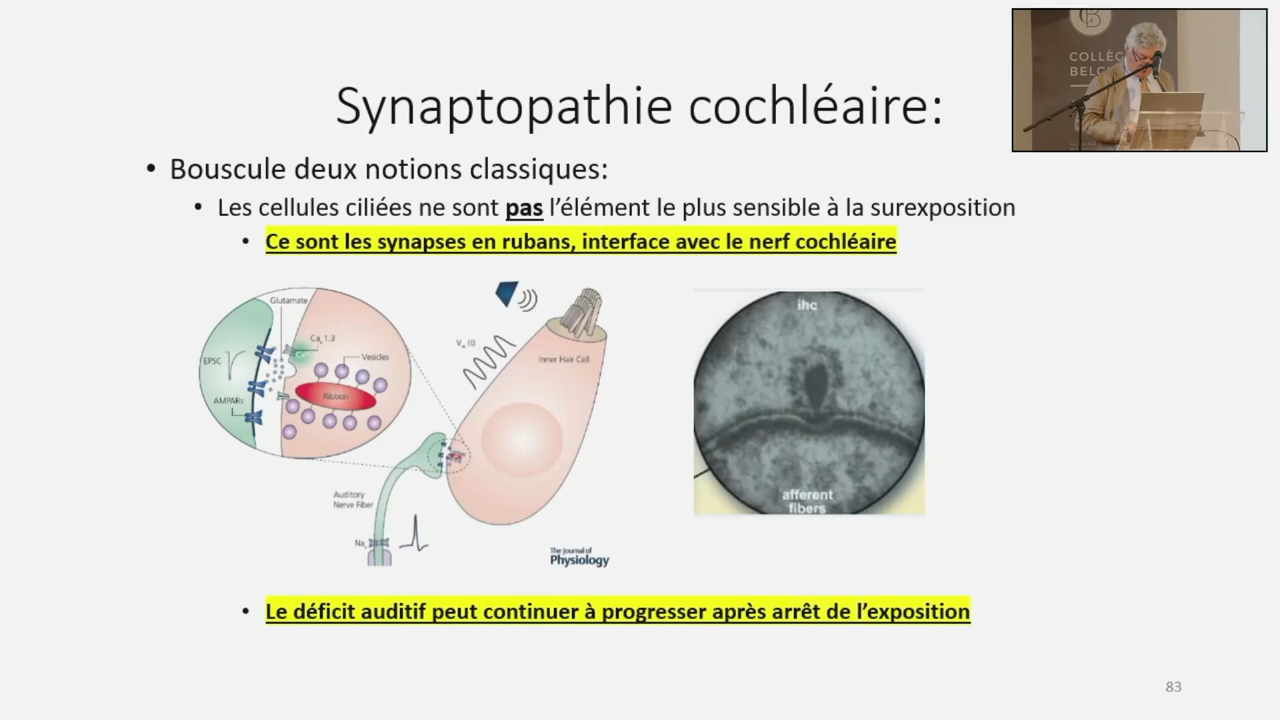 COLLÈG
BELG
Synaptopathie cochléaire:
• Bouscule deux notions classiques:
• Les cellules ciliées ne sont pas l’élément le plus sensible à la surexposition
• Ce sont les synapses en rubans, interface avec le nerf cochléaire
Glutamate
Ca, 1.3
Ca
EPSC
Vesicles
Ribbon
AMPARs
Inner Hair Cell
Auditory
Nerve Fiber
The Journal of
Physiology
ihc
afferent
fibers
• Le déficit auditif peut continuer à progresser après arrêt de l’exposition
83